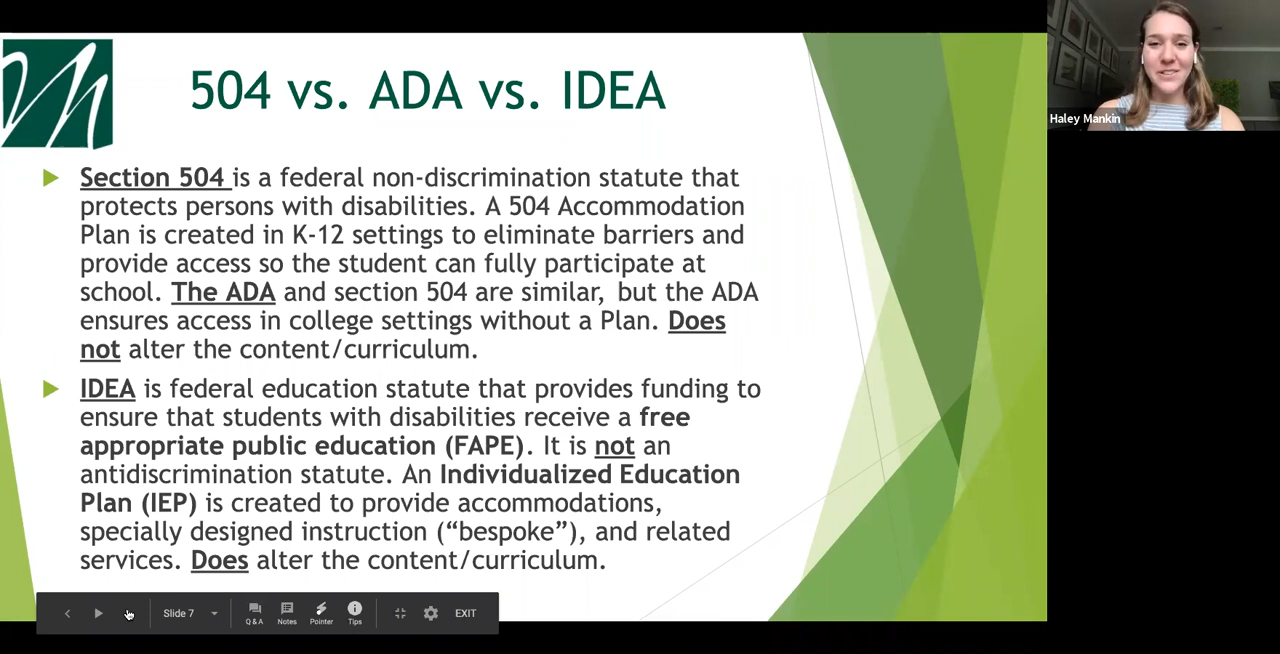 504 vs. ADA vs. IDEA
Section 504 is a federal non-discrimination statute that
protects persons with disabilities. A 504 Accommodation
Plan is created in K-12 settings to eliminate barriers and
provide access so the student can fully participate at
school. The ADA and section 504 are similar, but the ADA
ensures access in college settings without a Plan. Does
not alter the content/curriculum.
IDEA is federal education statute that provides funding to
ensure that students with disabilities receive a free
appropriate public education (FAPE). It is not an
antidiscrimination statute. An Individualized Education
Plan (IEP) is created to provide accommodations,
specially designed instruction (“bespoke”), and related
services. Does alter the content/curriculum.
Haley Mankin
Slide 7
Q & A
Notes
Pointer
Tips
EXIT